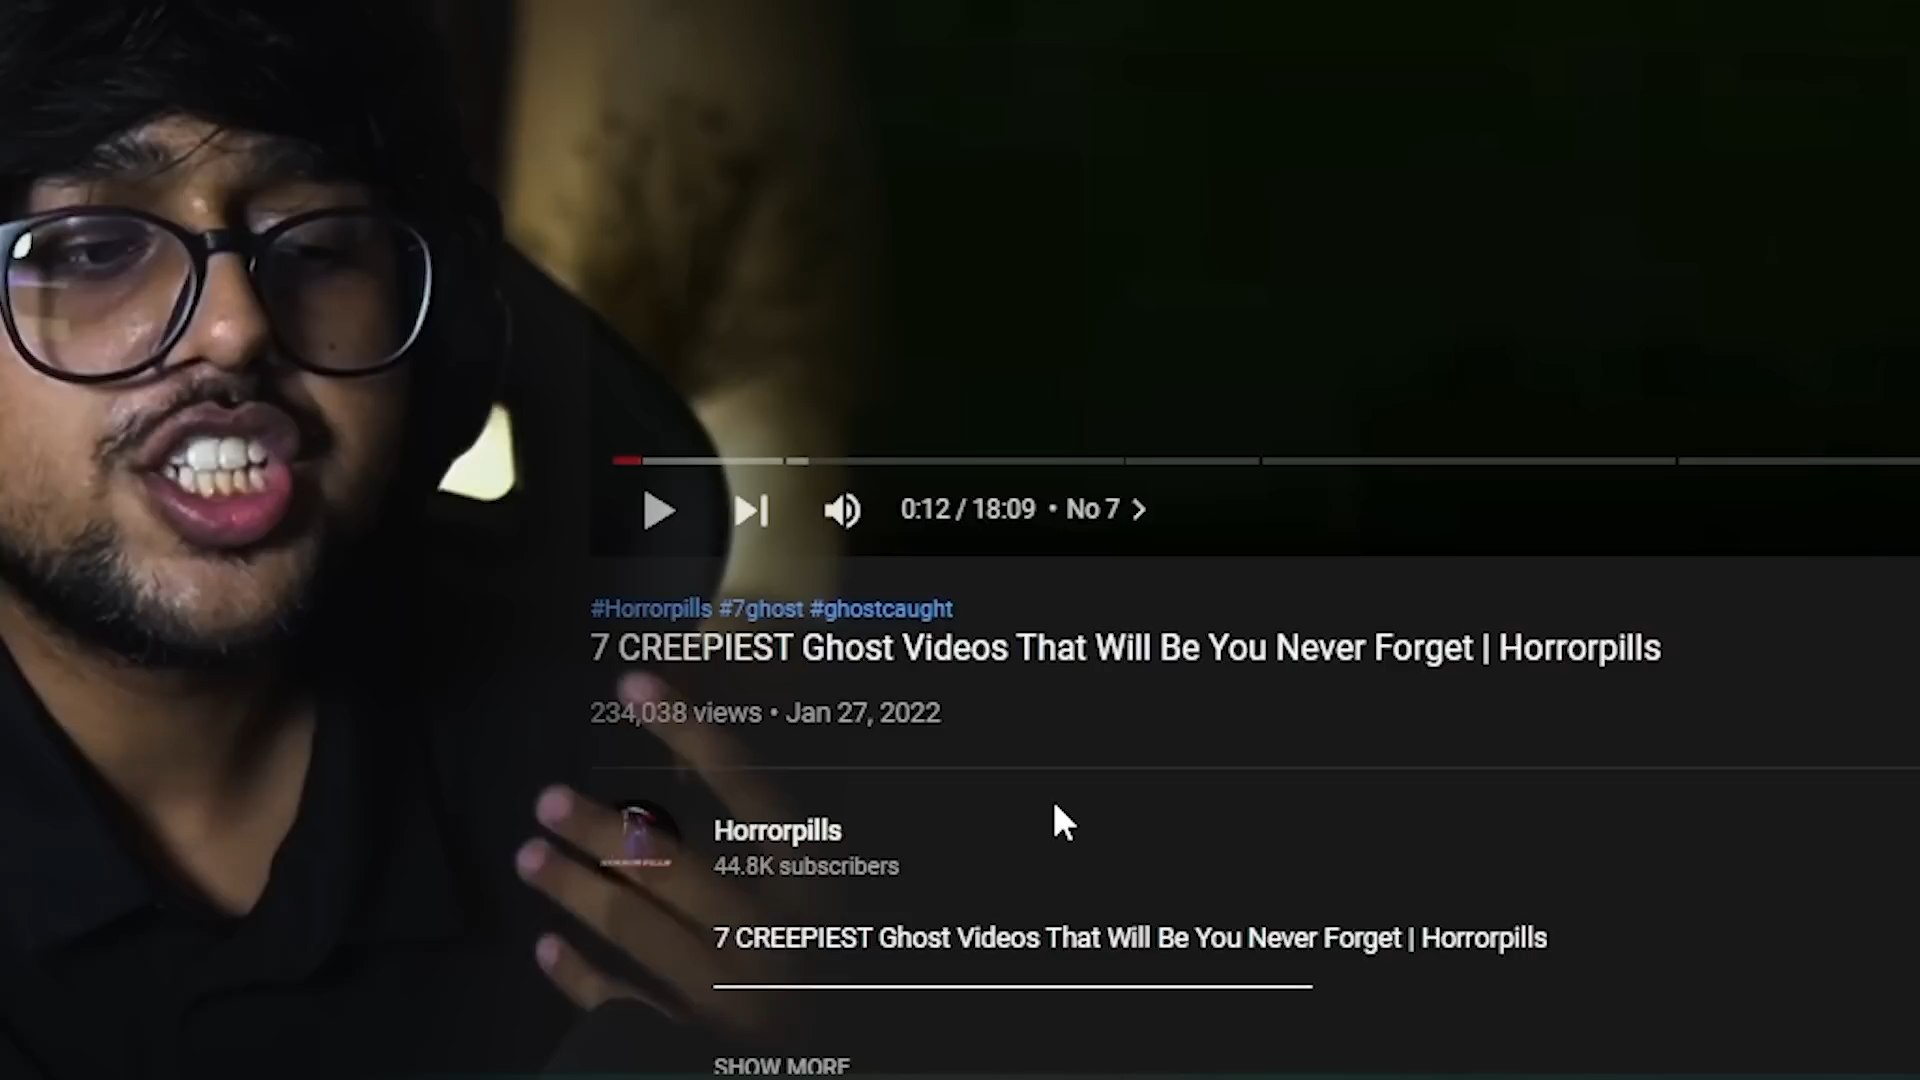 0:12 / 18:09 • No 7 >
#Horrorpills #7ghost #ghostcaught
7 CREEPIEST Ghost Videos That Will Be You Never Forget | Horrorpills
234,038 views • Jan 27, 2022
Horrorpills
44.8K subscribers
7 CREEPIEST Ghost Videos That Will Be You Never Forget | Horrorpills
SHOW MORE